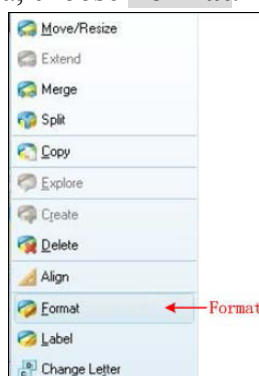 Move/Resize
Extend
Merge
Split
Copy
Explore
Create
Delete
Align
Format
Format
Label
Change Letter